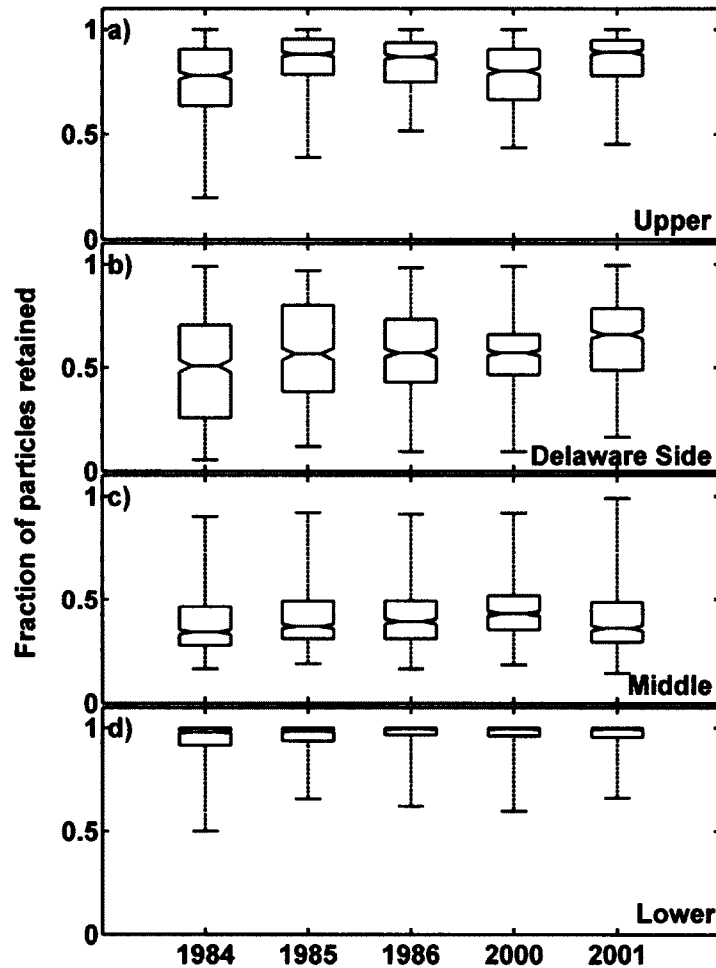 Fraction of particles retained
a)
1
0.5
0
Upper
b)
1
0.5
0
Delaware Side
c)
1
0.5
0
Middle
d)
1
0.5
0
Lower
1984 1985 1986 2000 2001